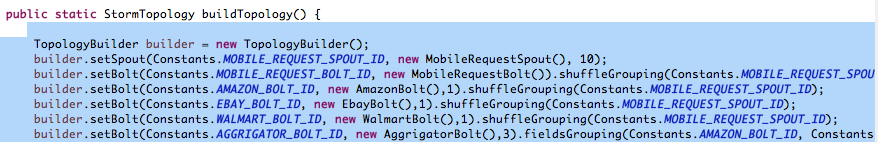 public static StormTopology buildTopology() {
TopologyBuilder builder = new TopologyBuilder();
builder.setSpout(Constants.MOBILE_REQUEST_SPOUT_ID, new MobileRequestSpout(), 10);
builder.setBolt(Constants.MOBILE_REQUEST_BOLT_ID, new MobileRequestBolt()).shuffleGrouping(Constants.MOBILE_REQUEST_SPOU
builder.setBolt(Constants.AMAZON_BOLT_ID, new AmazonBolt(),1).shuffleGrouping(Constants.MOBILE_REQUEST_SPOUT_ID);
builder.setBolt(Constants.EBAY_BOLT_ID, new EbayBolt(),1).shuffleGrouping(Constants.MOBILE_REQUEST_SPOUT_ID);
builder.setBolt(Constants.WALMART_BOLT_ID, new WalmartBolt(),1).shuffleGrouping(Constants.MOBILE_REQUEST_SPOUT_ID);
builder.setBolt(Constants.AGGRIGATOR_BOLT_ID, new AggrigatorBolt(),3).fieldsGrouping(Constants.AMAZON_BOLT_ID, Constants